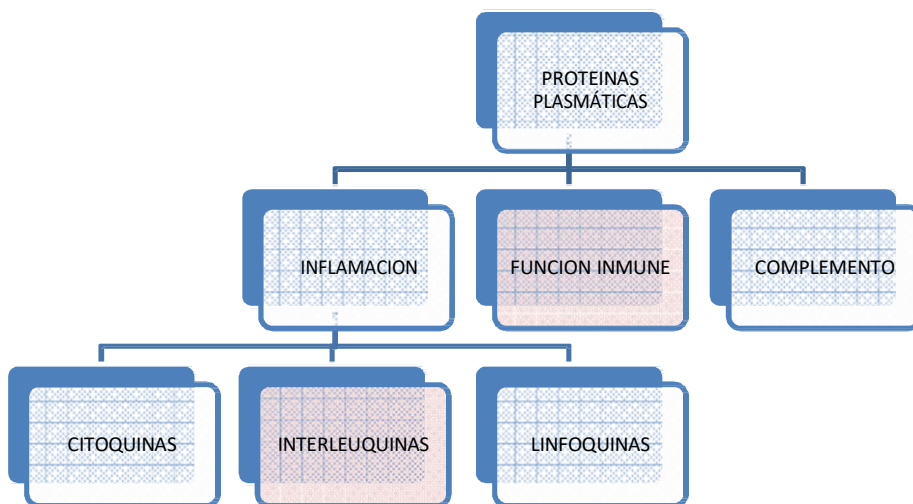 PROTEINAS
PLASMÁTICAS
INFLAMACION
FUNCION INMUNE
COMPLEMENTO
CITOQUINAS
INTERLEUQUINAS
LINFOQUINAS